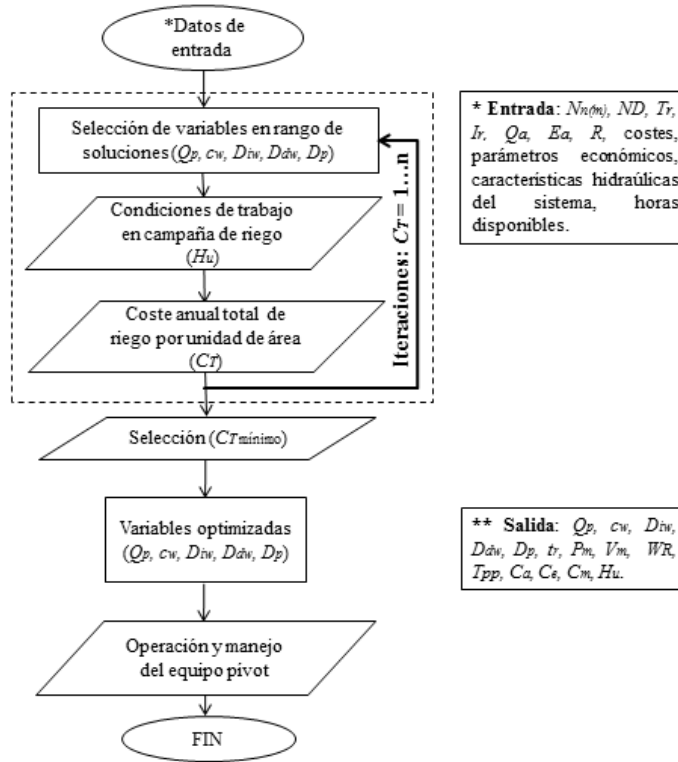 *Datos de
entrada
Selección de variables en rango de
soluciones (Qp, cw, Diw, Ddw, Dp)
Condiciones de trabajo
en campaña de riego
(Hu)
Coste anual total de
riego por unidad de área
(CT)
Iteraciones: CT = 1…n
Selección (CTmínimo)
Variables optimizadas
(Qp, cw, Diw, Ddw, Dp)
Operación y manejo
del equipo pívot
FIN
* Entrada: Nn(m), ND, Tr,
Ir, Qa, Ea, R, costes,
parámetros económicos,
características hidraúlicas
del sistema, horas
disponibles.
** Salida: Qp, cw, Diw,
Ddw, Dp, tr, Pm, Vm, WR,
Tpp, Ca, Ce, Cm, Hu.